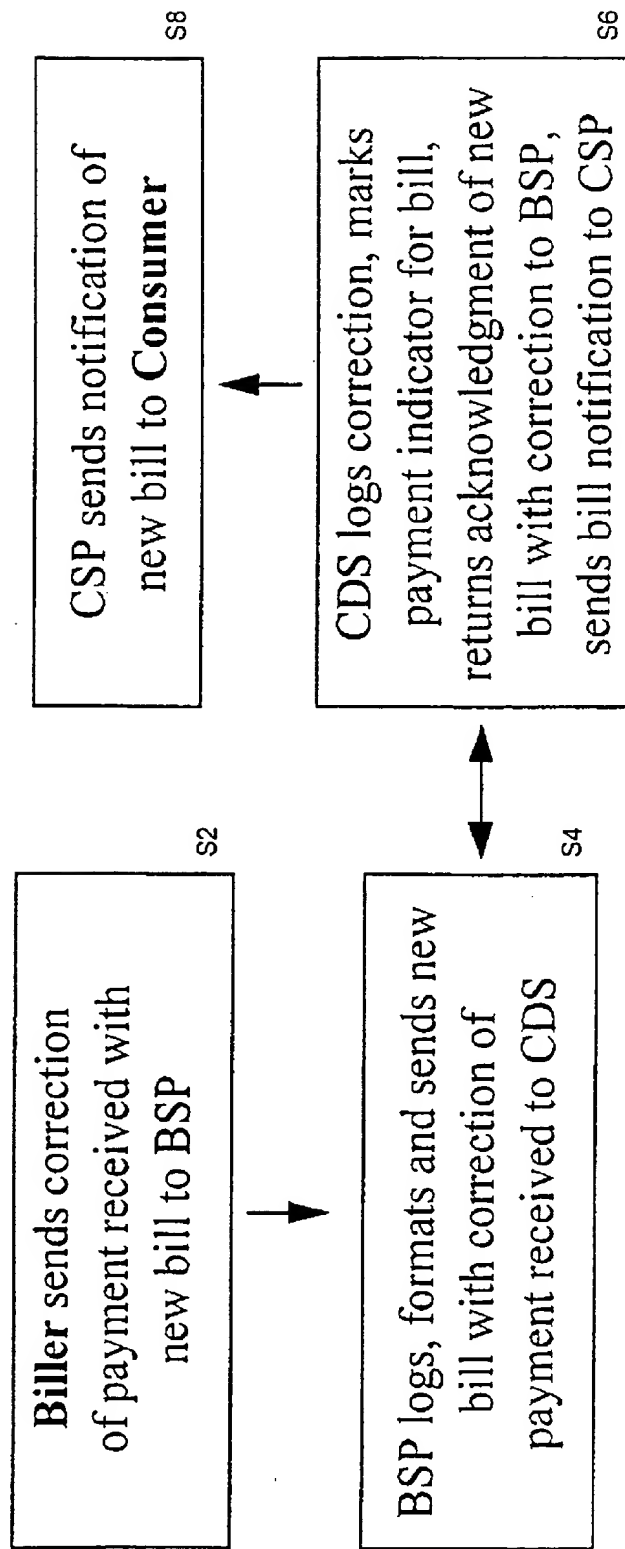 Biller sends correction
of payment received with
new bill to BSP
S2
BSP logs, formats and sends new
bill with correction of
payment received to CDS
S4
CDS logs correction, marks
payment indicator for bill,
returns acknowledgment of new
bill with correction to BSP,
sends bill notification to CSP
S6
CSP sends notification of
new bill to Consumer
S8